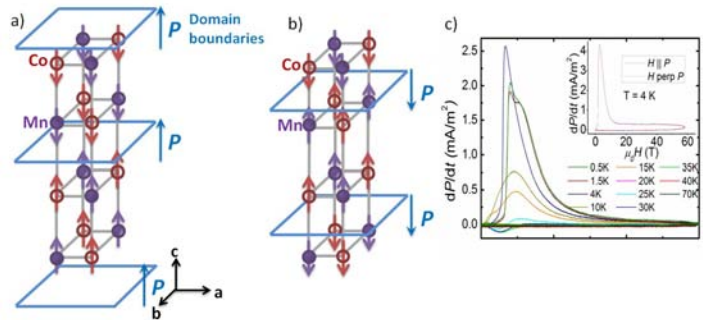 a)
P
Domain
boundaries
Co
Mn
P
P
c
a
b
b)
Co
P
Mn
P
c)
dP/dt (mA/m²)
2.5
2.0
1.5
1.0
0.5
0.0
dP/dt (mA/m²)
4
3
2
1
0
H || P
H perp P
T = 4 K
0 20 40 60
μ₀H (T)
0.5K 15K 35K
1.5K 20K 40K
4K 25K 70K
10K 30K